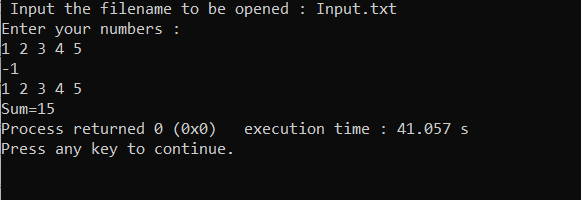 Input the filename to be opened : Input.txt
Enter your numbers :
1 2 3 4 5
-1
1 2 3 4 5
Sum=15
Process returned 0 (0x0)   execution time : 41.057 s
Press any key to continue.